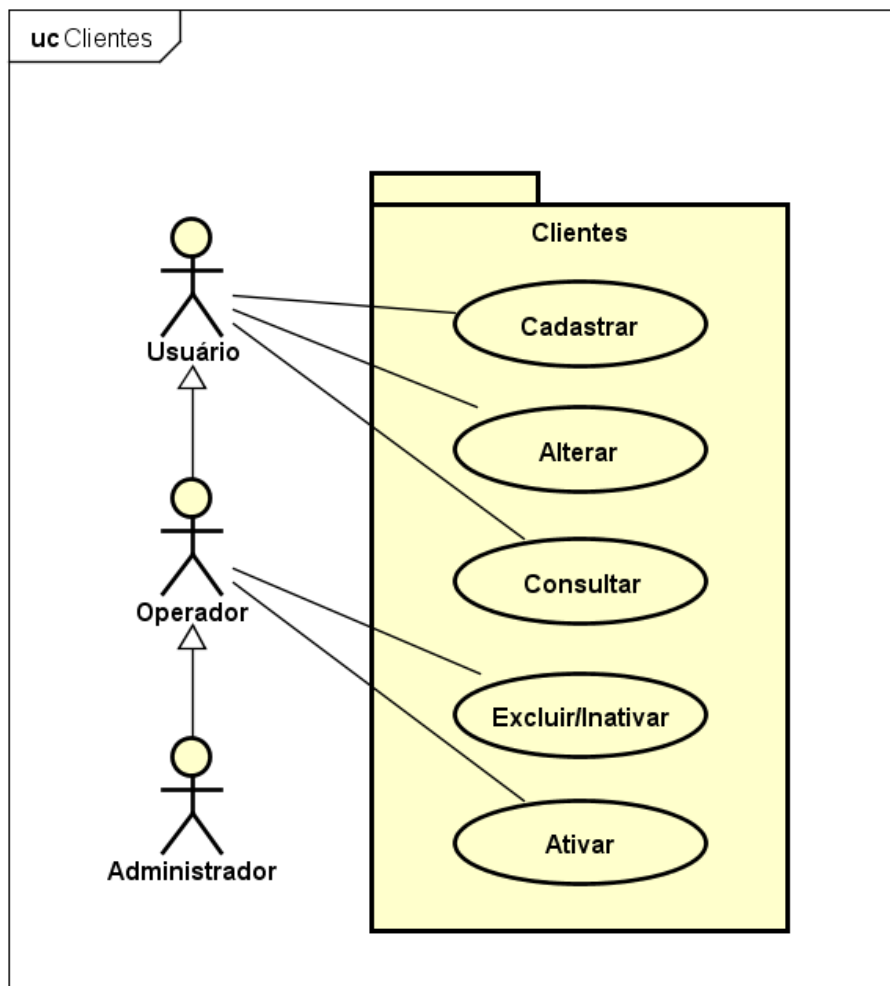 uc Clientes
Clientes
Usuário
Cadastrar
Alterar
Consultar
Operador
Excluir/Inativar
Ativar
Administrador